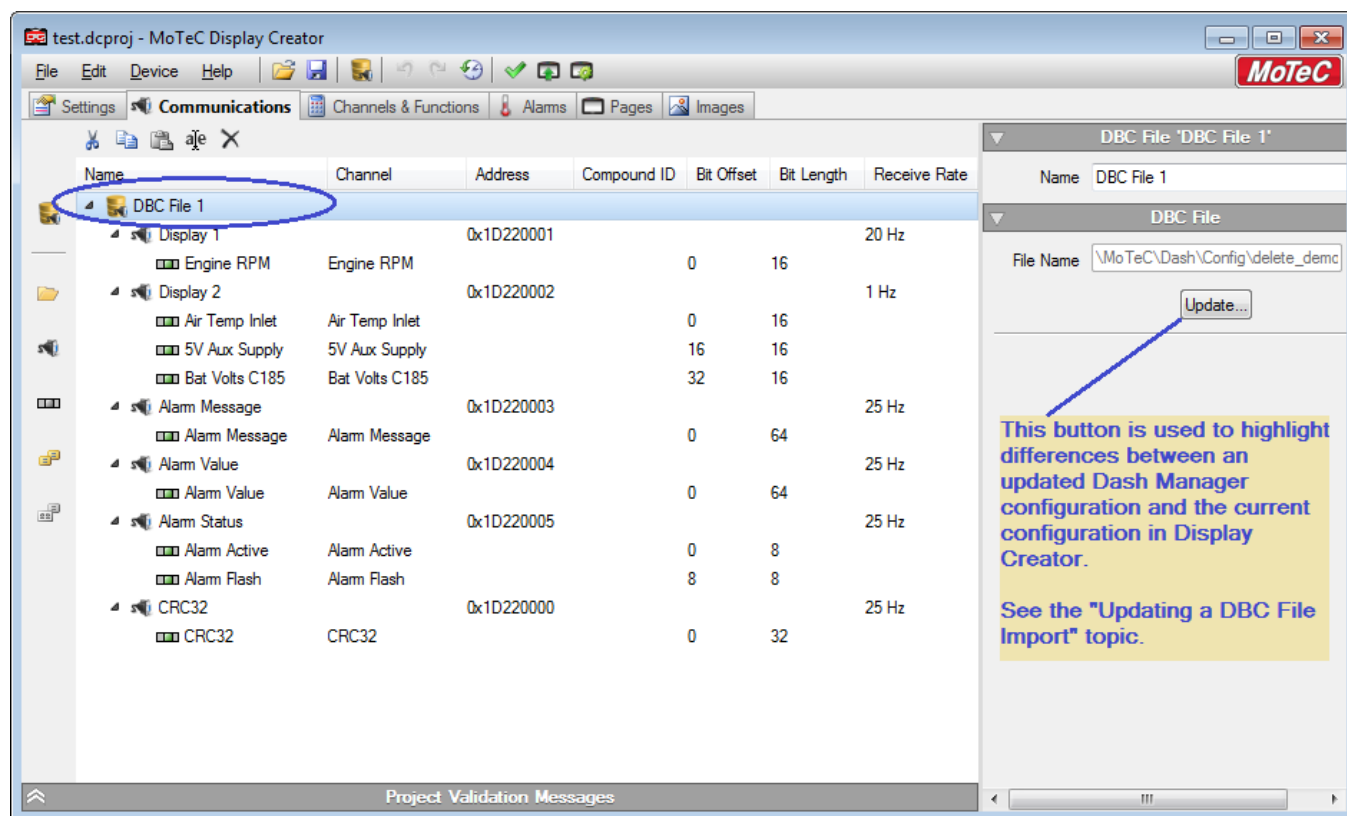 test.dcproj - MoTeC Display Creator
File Edit Device Help MoTeC
Settings Communications Channels & Functions Alarms Pages Images
aͅe
Name Channel Address Compound ID Bit Offset Bit Length Receive Rate
DBC File 1
Display 1 0x1D220001 20 Hz
Engine RPM Engine RPM 0 16
Display 2 0x1D220002 1 Hz
Air Temp Inlet Air Temp Inlet 0 16
5V Aux Supply 5V Aux Supply 16 16
Bat Volts C185 Bat Volts C185 32 16
Alarm Message 0x1D220003 25 Hz
Alarm Message Alarm Message 0 64
Alarm Value 0x1D220004 25 Hz
Alarm Value Alarm Value 0 64
Alarm Status 0x1D220005 25 Hz
Alarm Active Alarm Active 0 8
Alarm Flash Alarm Flash 8 8
CRC32 0x1D220000 25 Hz
CRC32 CRC32 0 32
Project Validation Messages
DBC File 'DBC File 1'
Name DBC File 1
DBC File
File Name \MoTeC\Dash\Config\delete_demo
Update...
This button is used to highlight
differences between an
updated Dash Manager
configuration and the current
configuration in Display
Creator.
See the "Updating a DBC File
Import" topic.